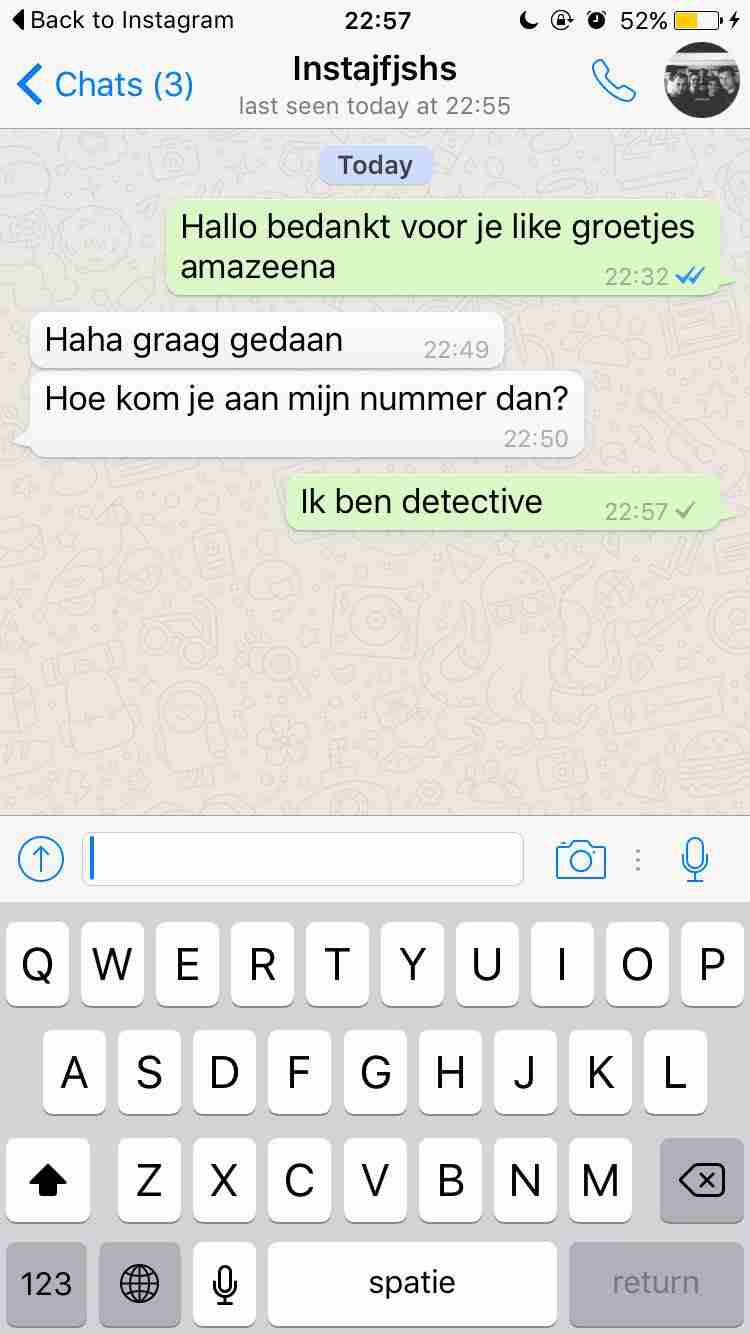 Back to Instagram 22:57 52%
Chats (3) Instajfjshs
last seen today at 22:55
Today
Hallo bedankt voor je like groetjes
amazeena 22:32
Haha graag gedaan 22:49
Hoe kom je aan mijn nummer dan?
22:50
Ik ben detective 22:57
Q W E R T Y U I O P
A S D F G H J K L
Z X C V B N M
123 spatie return